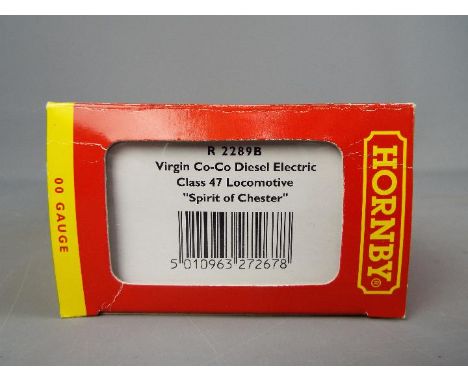 00 GAUGE
R 2289B
Virgin Co-Co Diesel Electric
Class 47 Locomotive
"Spirit of Chester"
5 010963 272678
HORNBY®